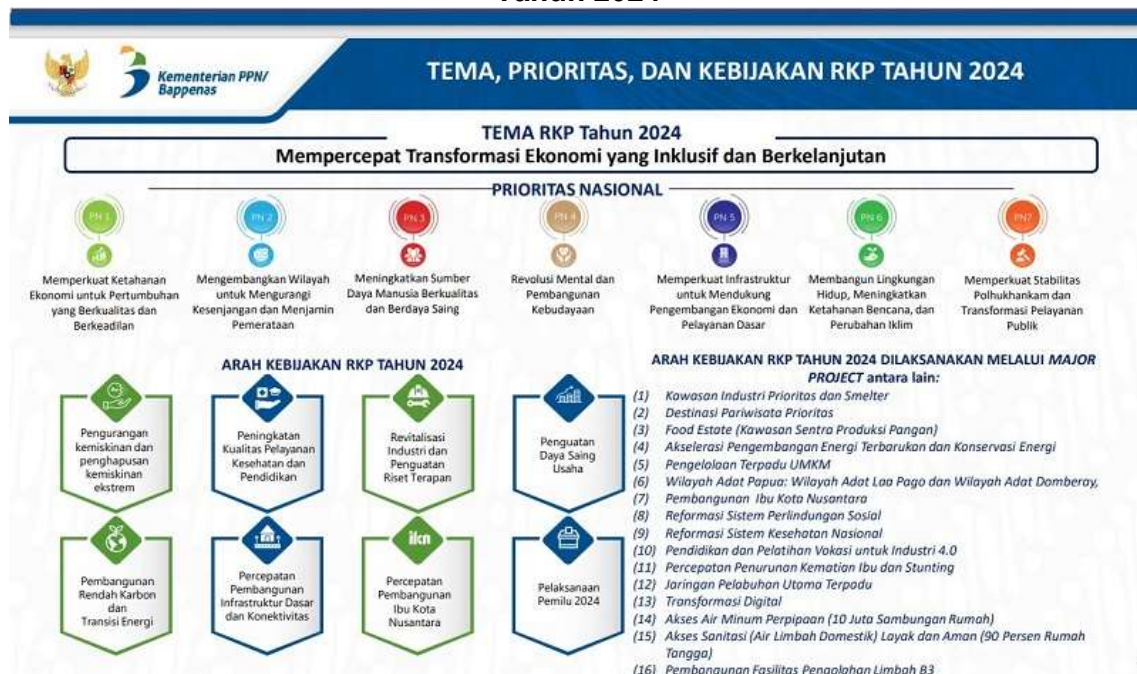 Tahun 2024
Kementerian PPN/
Bappenas
TEMA, PRIORITAS, DAN KEBIJAKAN RKP TAHUN 2024
TEMA RKP Tahun 2024
Mempercepat Transformasi Ekonomi yang Inklusif dan Berkelanjutan
PRIORITAS NASIONAL
PN 1
Memperkuat Ketahanan
Ekonomi untuk Pertumbuhan
yang Berkualitas dan
Berkeadilan
PN 2
Mengembangkan Wilayah
untuk Mengurangi
Kesenjangan dan Menjamin
Pemerataan
PN 3
Meningkatkan Sumber
Daya Manusia Berkualitas
dan Berdaya Saing
PN 4
Revolusi Mental dan
Pembangunan
Kebudayaan
PN 5
Memperkuat Infrastruktur
untuk Mendukung
Pengembangan Ekonomi dan
Pelayanan Dasar
PN 6
Membangun Lingkungan
Hidup, Meningkatkan
Ketahanan Bencana, dan
Perubahan Iklim
PN7
Memperkuat Stabilitas
Polhukhankam dan
Transformasi Pelayanan
Publik
ARAH KEBIJAKAN RKP TAHUN 2024
Pengurangan
kemiskinan dan
penghapusan
kemiskinan
ekstrem
Peningkatan
Kualitas Pelayanan
Kesehatan dan
Pendidikan
Revitalisasi
Industri dan
Penguatan
Riset Terapan
Penguatan
Daya Saing
Usaha
Pembangunan
Rendah Karbon
dan
Transisi Energi
Percepatan
Pembangunan
Infrastruktur Dasar
dan Konektivitas
Percepatan
Pembangunan
Ibu Kota
Nusantara
Pelaksanaan
Pemilu 2024
ARAH KEBIJAKAN RKP TAHUN 2024 DILAKSANAKAN MELALUI MAJOR
PROJECT antara lain:
(1) Kawasan Industri Prioritas dan Smelter
(2) Destinasi Pariwisata Prioritas
(3) Food Estate (Kawasan Sentra Produksi Pangan)
(4) Akselerasi Pengembangan Energi Terbarukan dan Konservasi Energi
(5) Pengelolaan Terpadu UMKM
(6) Wilayah Adat Papua: Wilayah Adat Laa Pago dan Wilayah Adat Domberay,
(7) Pembangunan Ibu Kota Nusantara
(8) Reformasi Sistem Perlindungan Sosial
(9) Reformasi Sistem Kesehatan Nasional
(10) Pendidikan dan Pelatihan Vokasi untuk Industri 4.0
(11) Percepatan Penurunan Kematian Ibu dan Stunting
(12) Jaringan Pelabuhan Utama Terpadu
(13) Transformasi Digital
(14) Akses Air Minum Perpipaan (10 Juta Sambungan Rumah)
(15) Akses Sanitasi (Air Limbah Domestik) Layak dan Aman (90 Persen Rumah
Tangga)
(16) Pembangunan Fasilitas Pengolahan Limbah B3